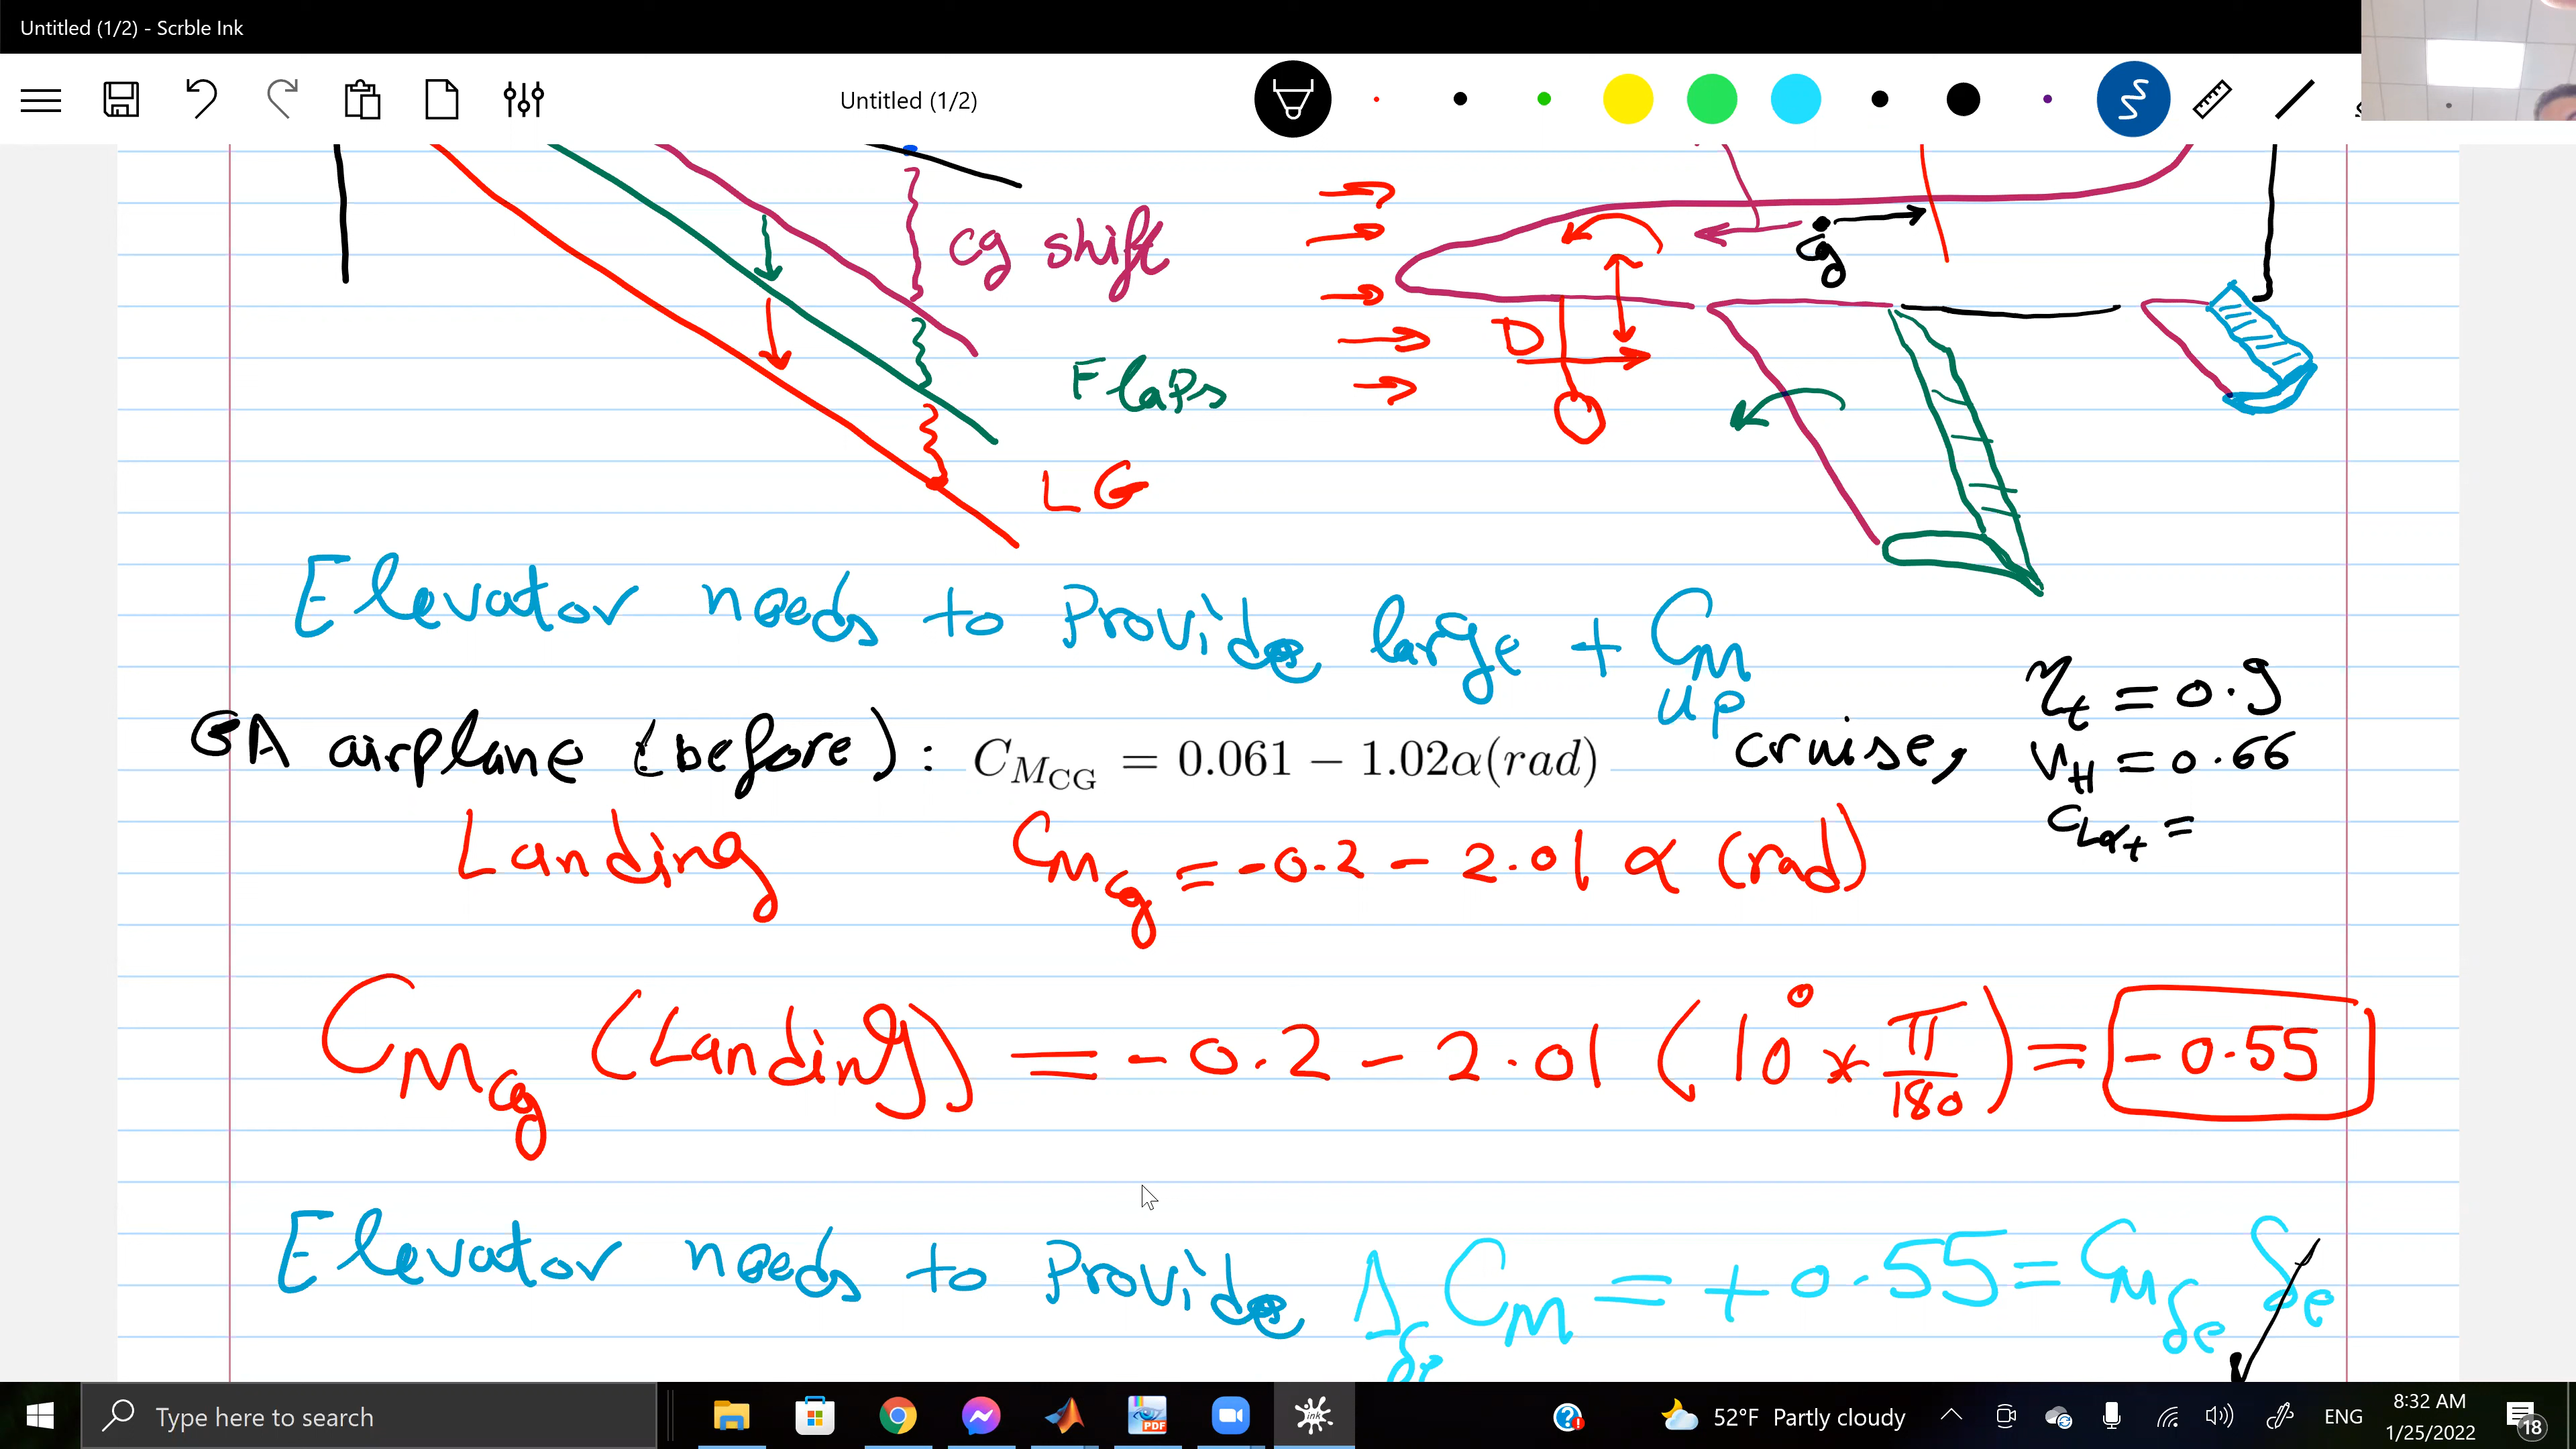 Untitled (1/2) - Scrble Ink
Untitled (1/2)
cg shift
cg
D
Flaps
LG
Elevator needs to Provide large + CM
up
ηt = 0.9
GA airplane (before): CMCG = 0.061 − 1.02α(rad) cruise,
VH = 0.66
CLαt =
Landing CMcg = -0.2 - 2.01 α (rad)
CMcg (Landing) = -0.2 - 2.01 (10° * π/180) = -0.55
Elevator needs to Provide Δδe CM = +0.55 = CMδe δe
Type here to search
52°F Partly cloudy
ENG
8:32 AM
1/25/2022
18